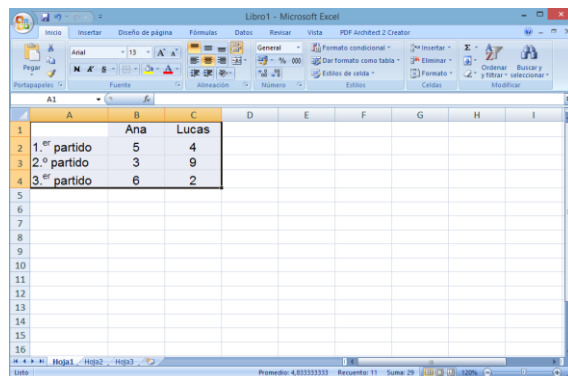 Libro1 - Microsoft Excel
Inicio Insertar Diseño de página Fórmulas Datos Revisar Vista PDF Architect 2 Creator
Arial 13 A A General Formato condicional Insertar Σ
Pegar N K S A % 000 Dar formato como tabla Eliminar Ordenar y filtrar Buscar y seleccionar
Estilos de celda Formato
Portapapeles Fuente Alineación Número Estilos Celdas Modificar
A1 fx
A B C D E F G H I
1 Ana Lucas
2 1.er partido 5 4
3 2.º partido 3 9
4 3.er partido 6 2
5
6
7
8
9
10
11
12
13
14
15
16
Hoja1 Hoja2 Hoja3
Listo Promedio: 4,833333333 Recuento: 11 Suma: 29 120%